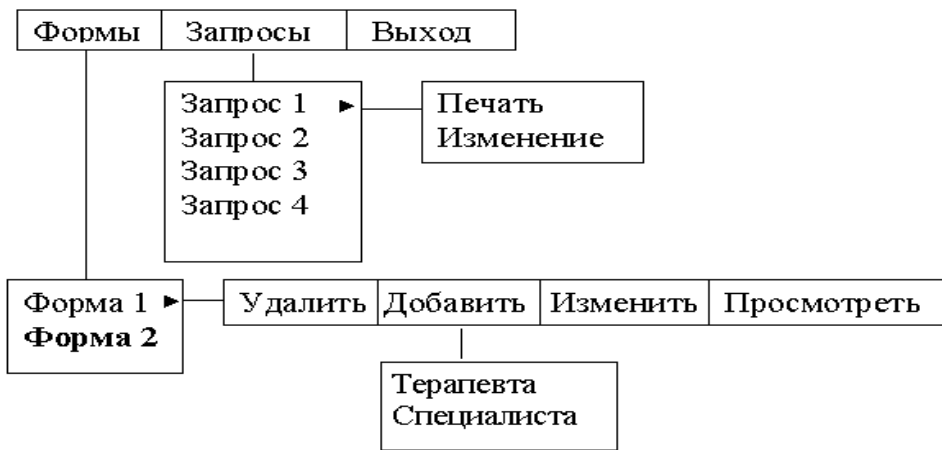 Формы Запросы Выход
Запрос 1 Печать
Запрос 2 Изменение
Запрос 3
Запрос 4
Форма 1 Удалить Добавить Изменить Просмотреть
Форма 2
Терапевта
Специалиста